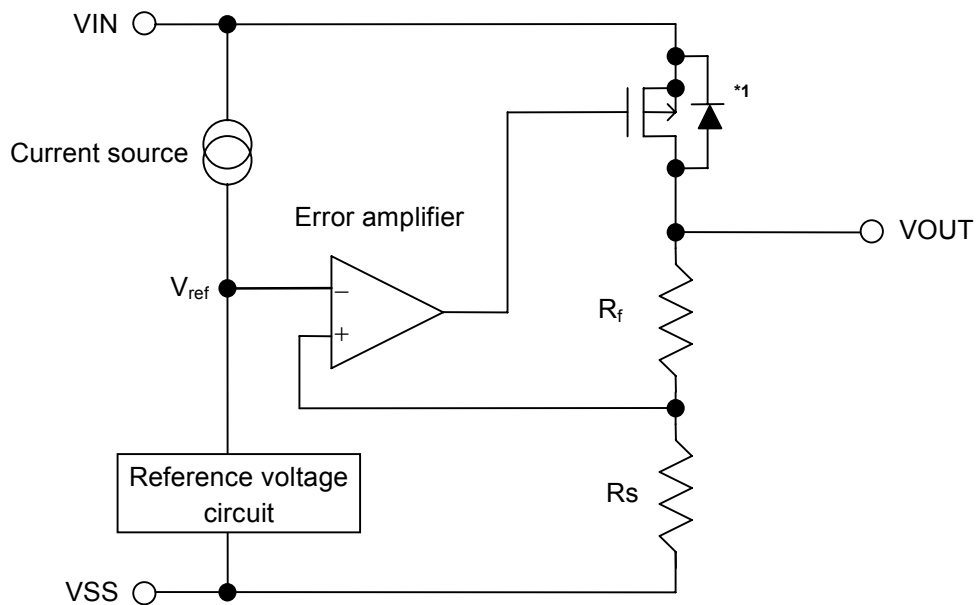 VIN
*1
Current source
Error amplifier
VOUT
Vref
−
+
Rf
Reference voltage
circuit
Rs
VSS